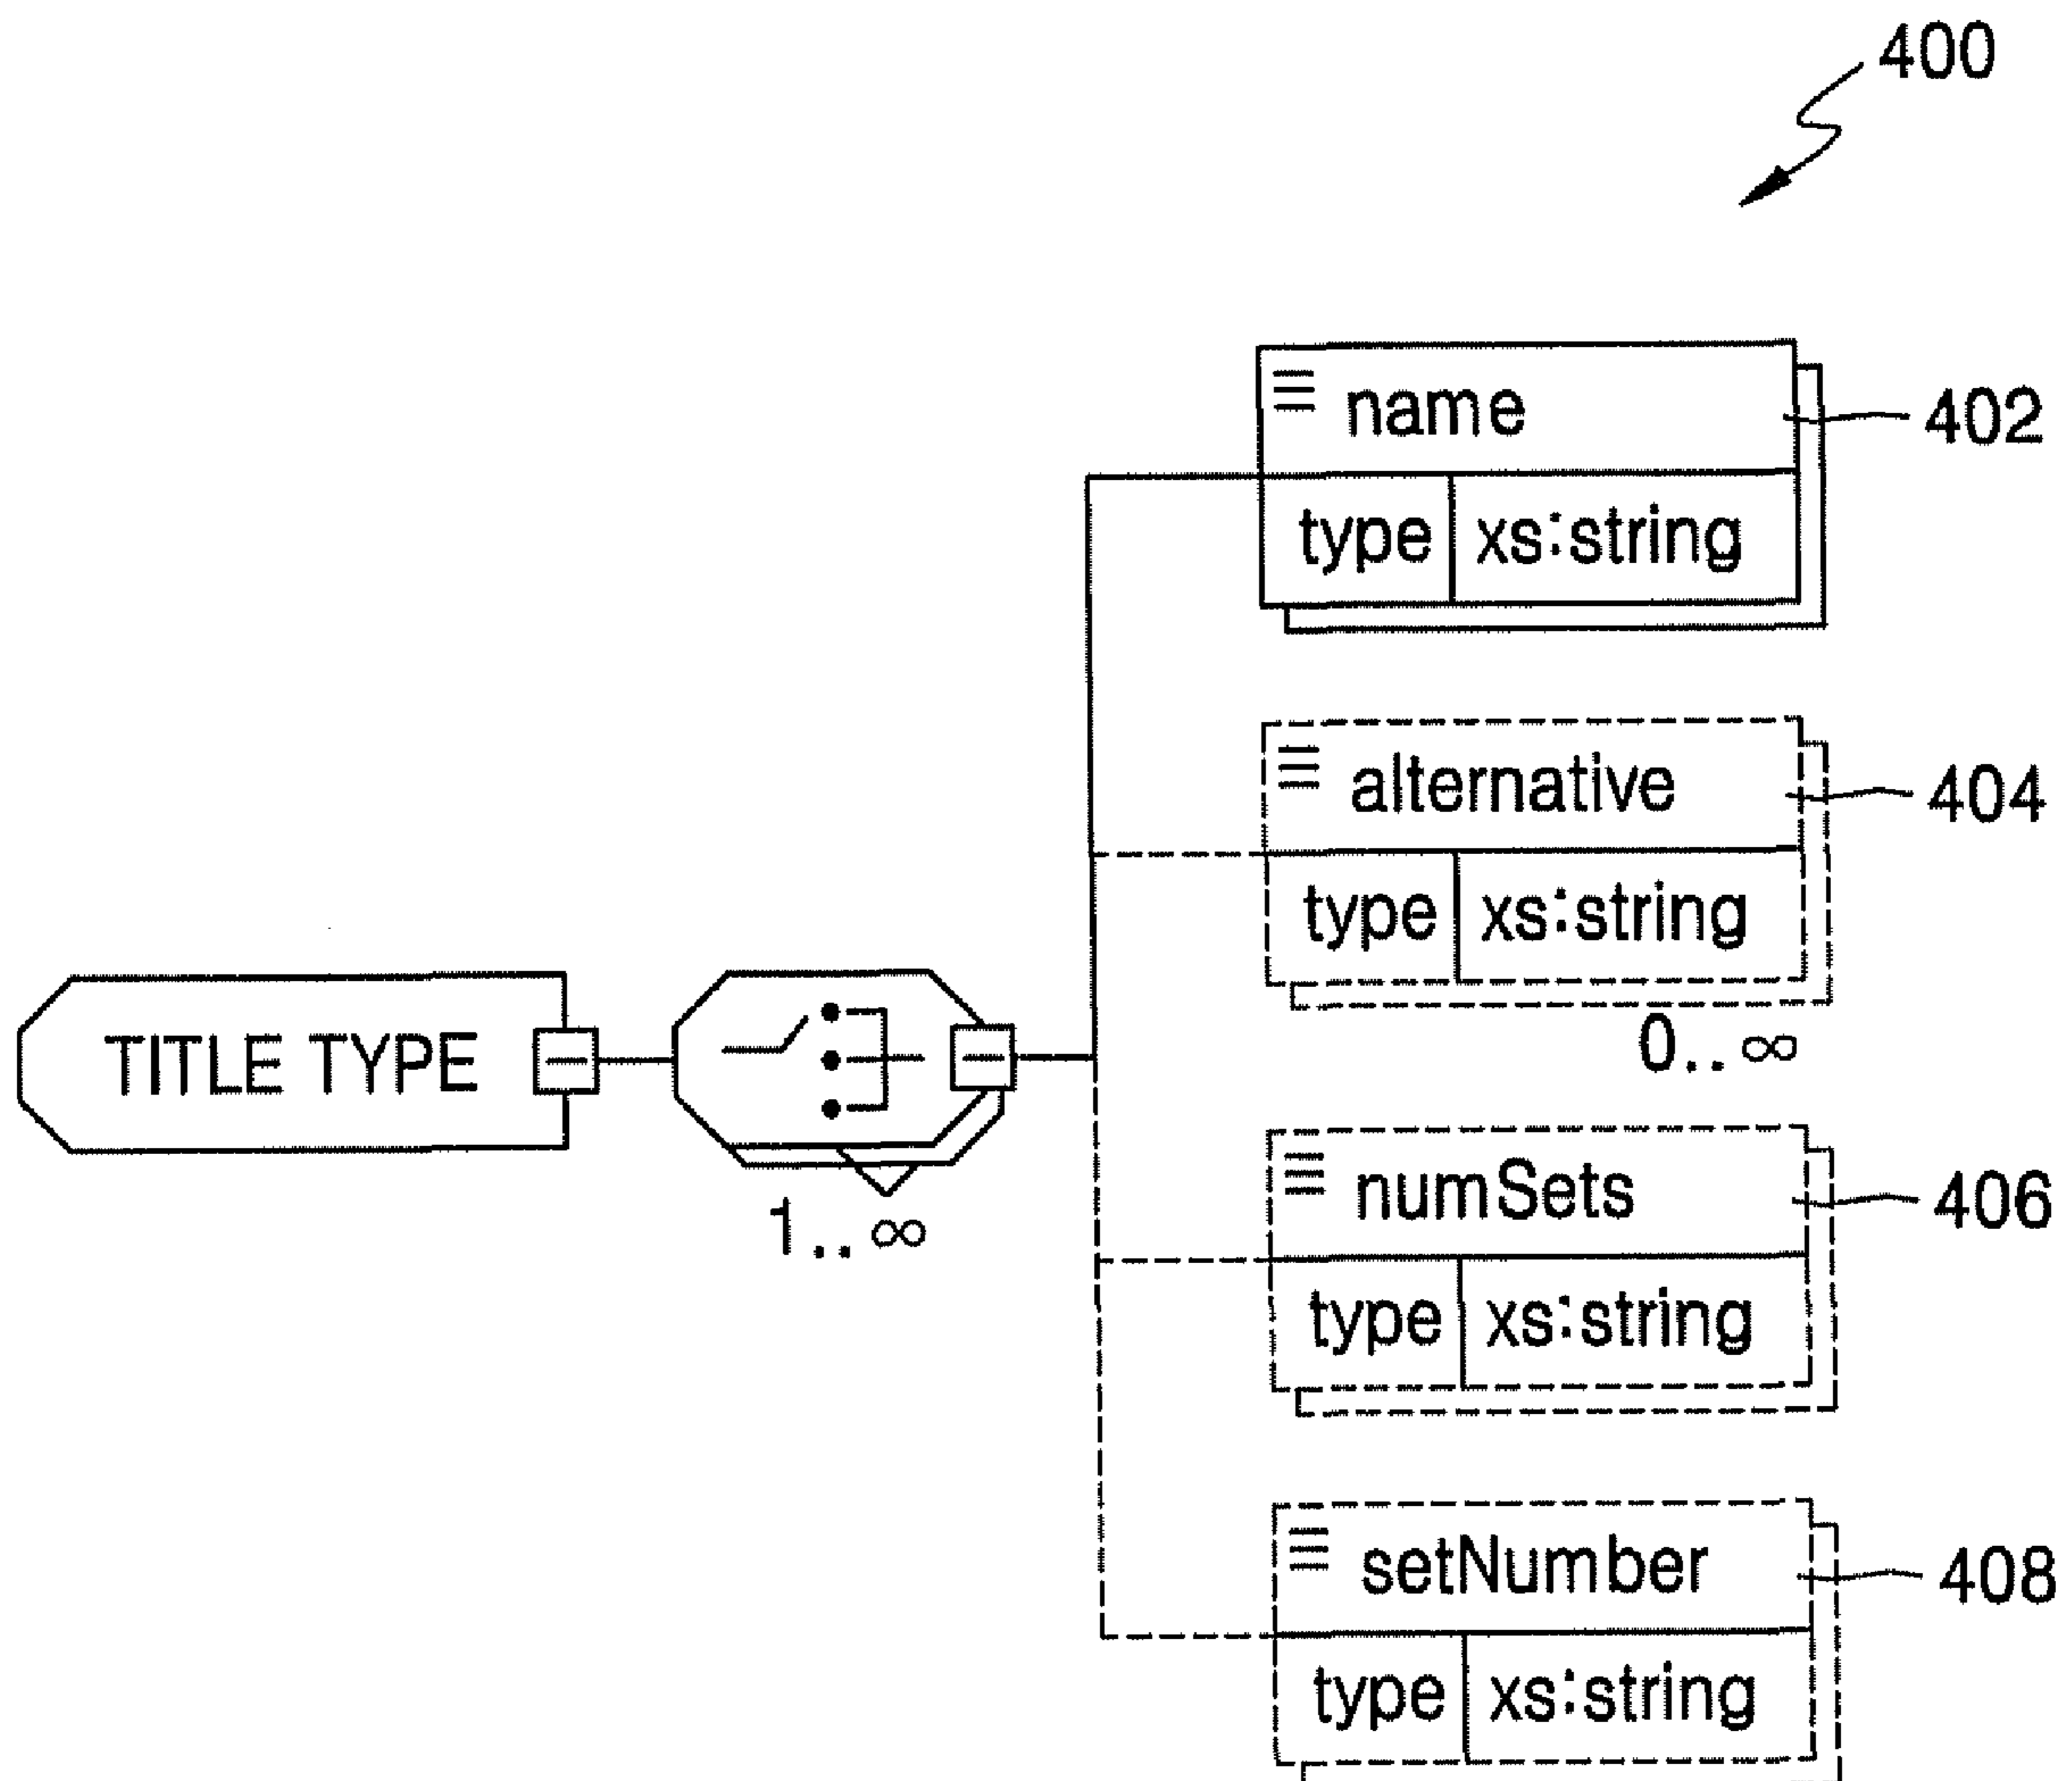 400
name
402
type xs:string
alternative
404
type xs:string
0..∞
TITLE TYPE
1..∞
numSets
406
type xs:string
setNumber
408
type xs:string